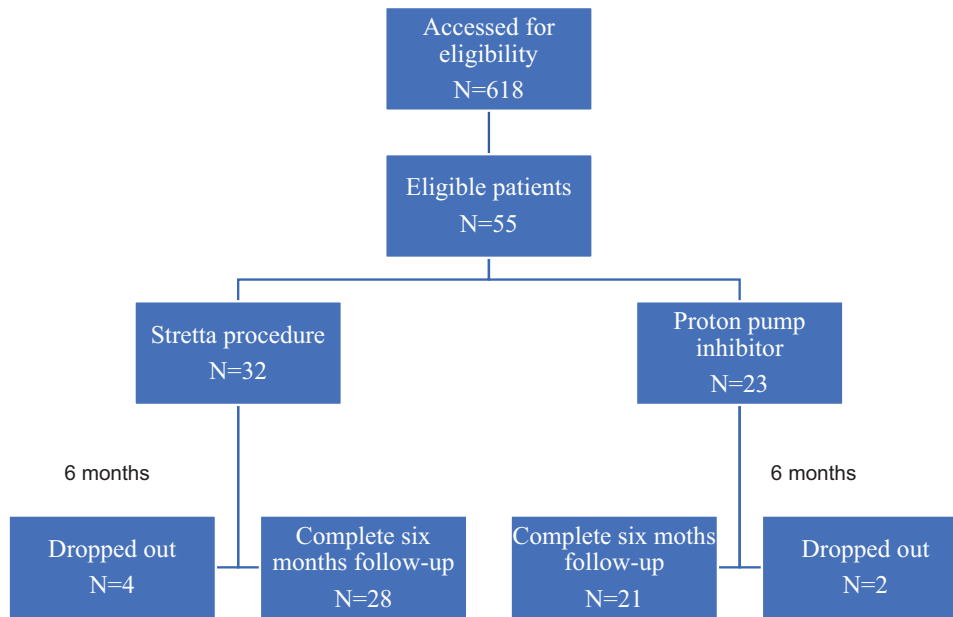 Accessed for
eligibility
N=618
Eligible patients
N=55
Stretta procedure
N=32
Proton pump
inhibitor
N=23
6 months
6 months
Dropped out
N=4
Complete six
months follow-up
N=28
Complete six moths
follow-up
N=21
Dropped out
N=2